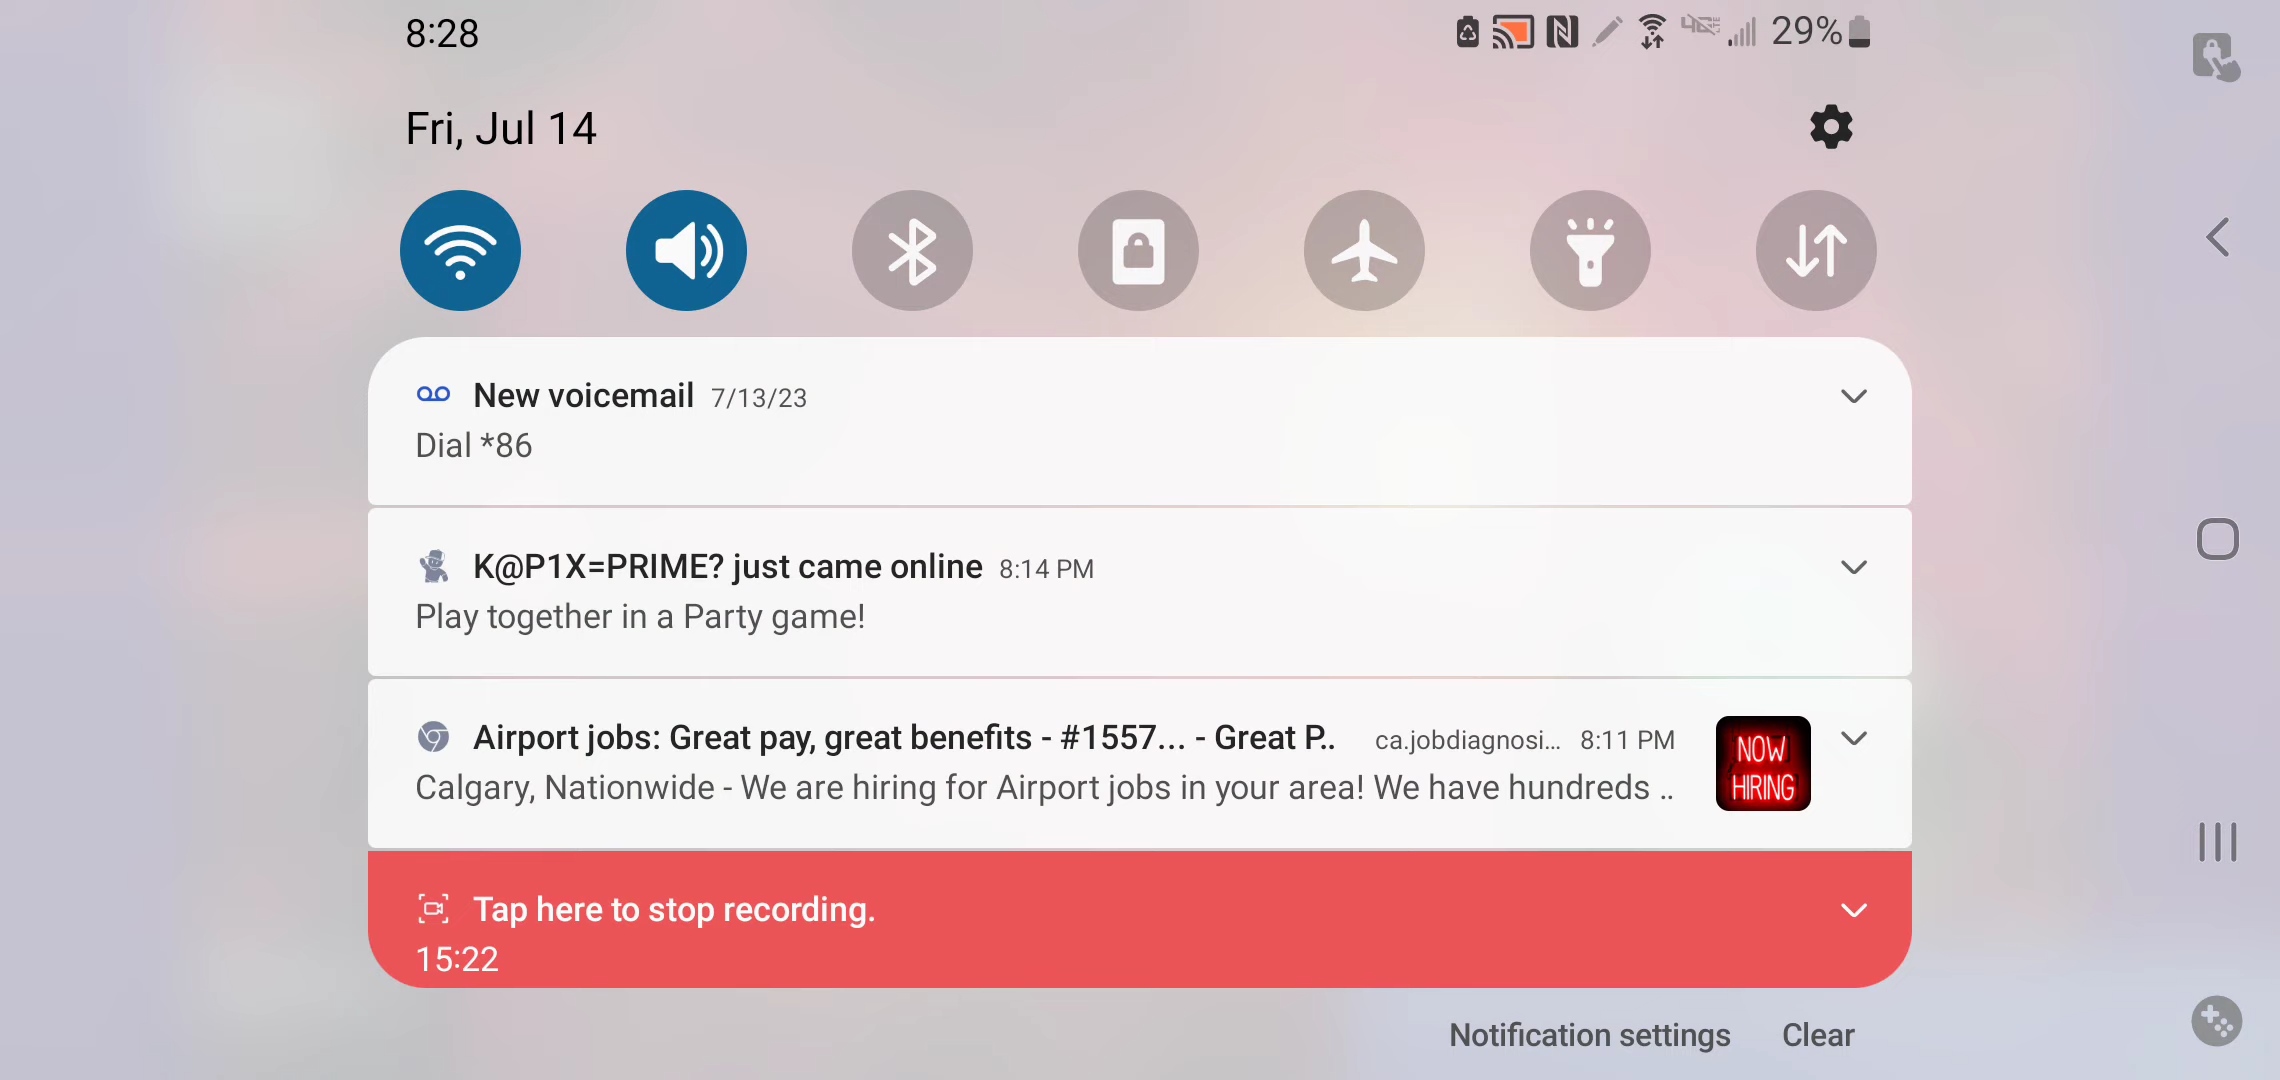 8:28
29%
Fri, Jul 14
New voicemail 7/13/23
Dial *86
K@P1X=PRIME? just came online 8:14 PM
Play together in a Party game!
Airport jobs: Great pay, great benefits - #1557... - Great P.. ca.jobdiagnosi... 8:11 PM
Calgary, Nationwide - We are hiring for Airport jobs in your area! We have hundreds ..
NOW
HIRING
Tap here to stop recording.
15:22
Notification settings Clear